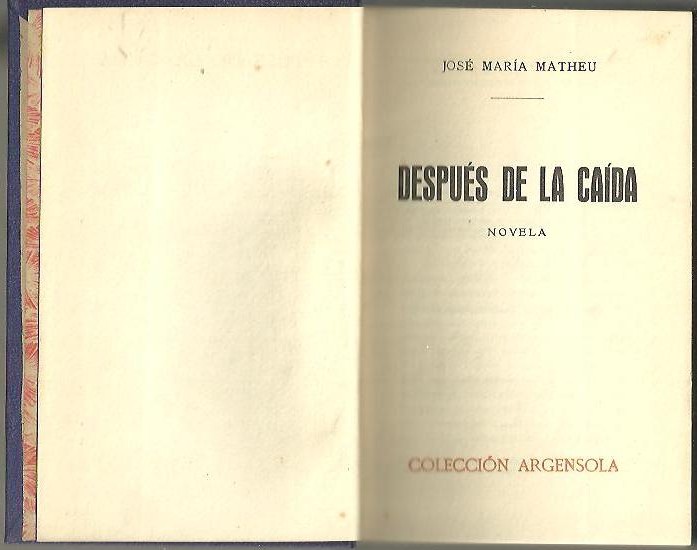 JOSÉ MARÍA MATHEU
DESPUÉS DE LA CAÍDA
NOVELA
COLECCIÓN ARGENSOLA